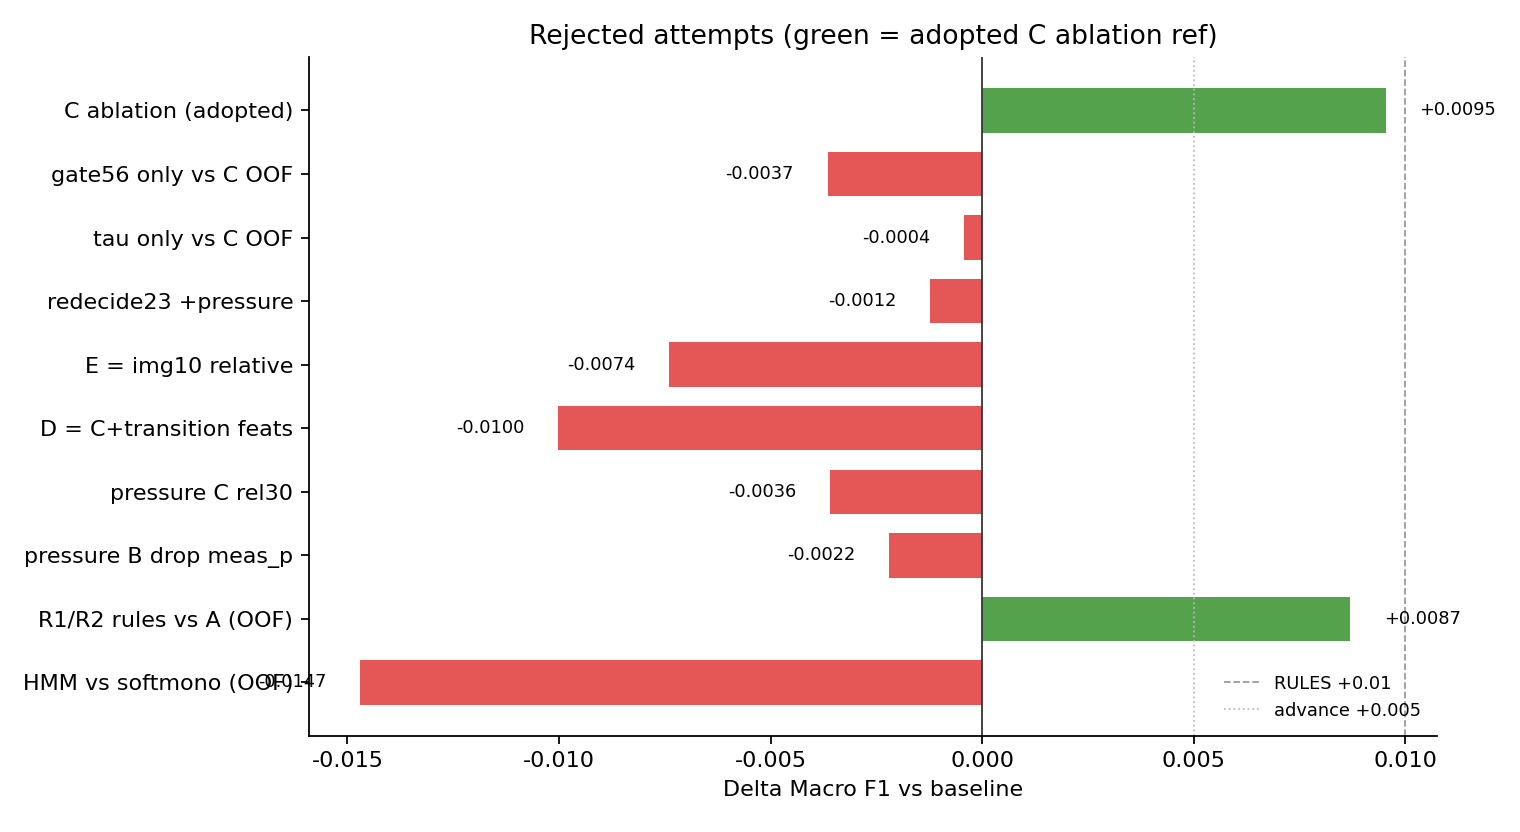 Rejected attempts (green = adopted C ablation ref)
C ablation (adopted)
+0.0095
gate56 only vs C OOF
-0.0037
tau only vs C OOF
-0.0004
redecide23 +pressure
-0.0012
E = img10 relative
-0.0074
D = C+transition feats
-0.0100
pressure C rel30
-0.0036
pressure B drop meas_p
-0.0022
R1/R2 rules vs A (OOF)
+0.0087
HMM vs softmono (OOF)
-0.0147
RULES +0.01
advance +0.005
-0.015 -0.010 -0.005 0.000 0.005 0.010
Delta Macro F1 vs baseline